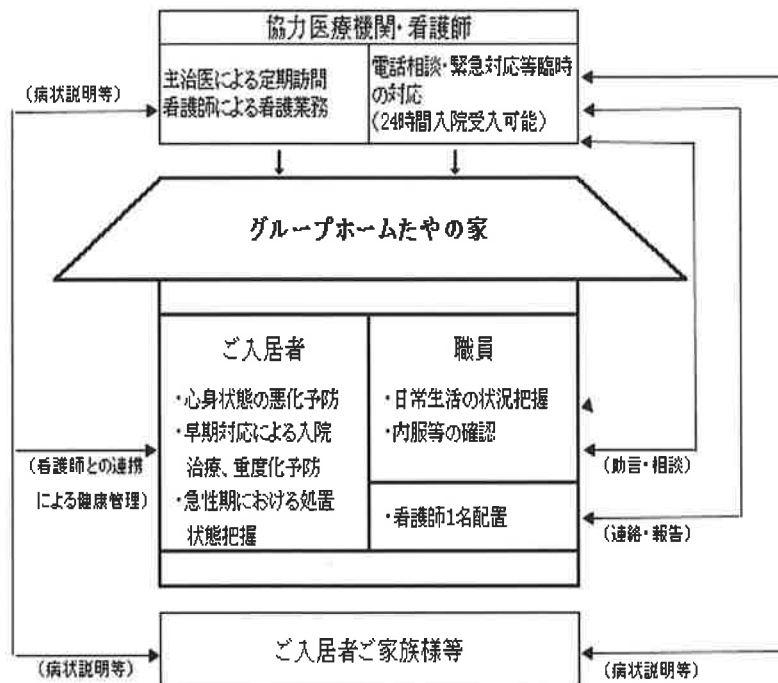 協力医療機関・看護師
主治医による定期訪問
看護師による看護業務
電話相談・緊急対応等臨時
の対応
(24時間入院受入可能)
(病状説明等)
グループホームたやの家
ご入居者
・心身状態の悪化予防
・早期対応による入院
治療、重度化予防
・急性期における処置
状態把握
職員
・日常生活の状況把握
・内服等の確認
・看護師1名配置
(看護師との連携
による健康管理)
(助言・相談)
(連絡・報告)
ご入居者ご家族様等
(病状説明等)
(病状説明等)